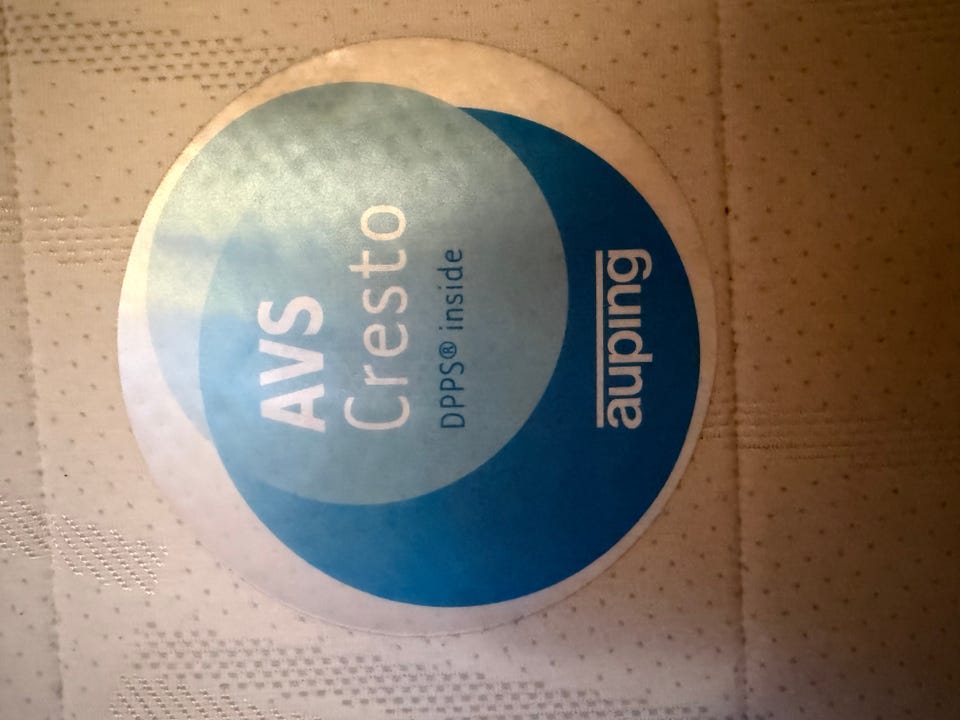 AVS
Cresto
DPPS® inside
auping